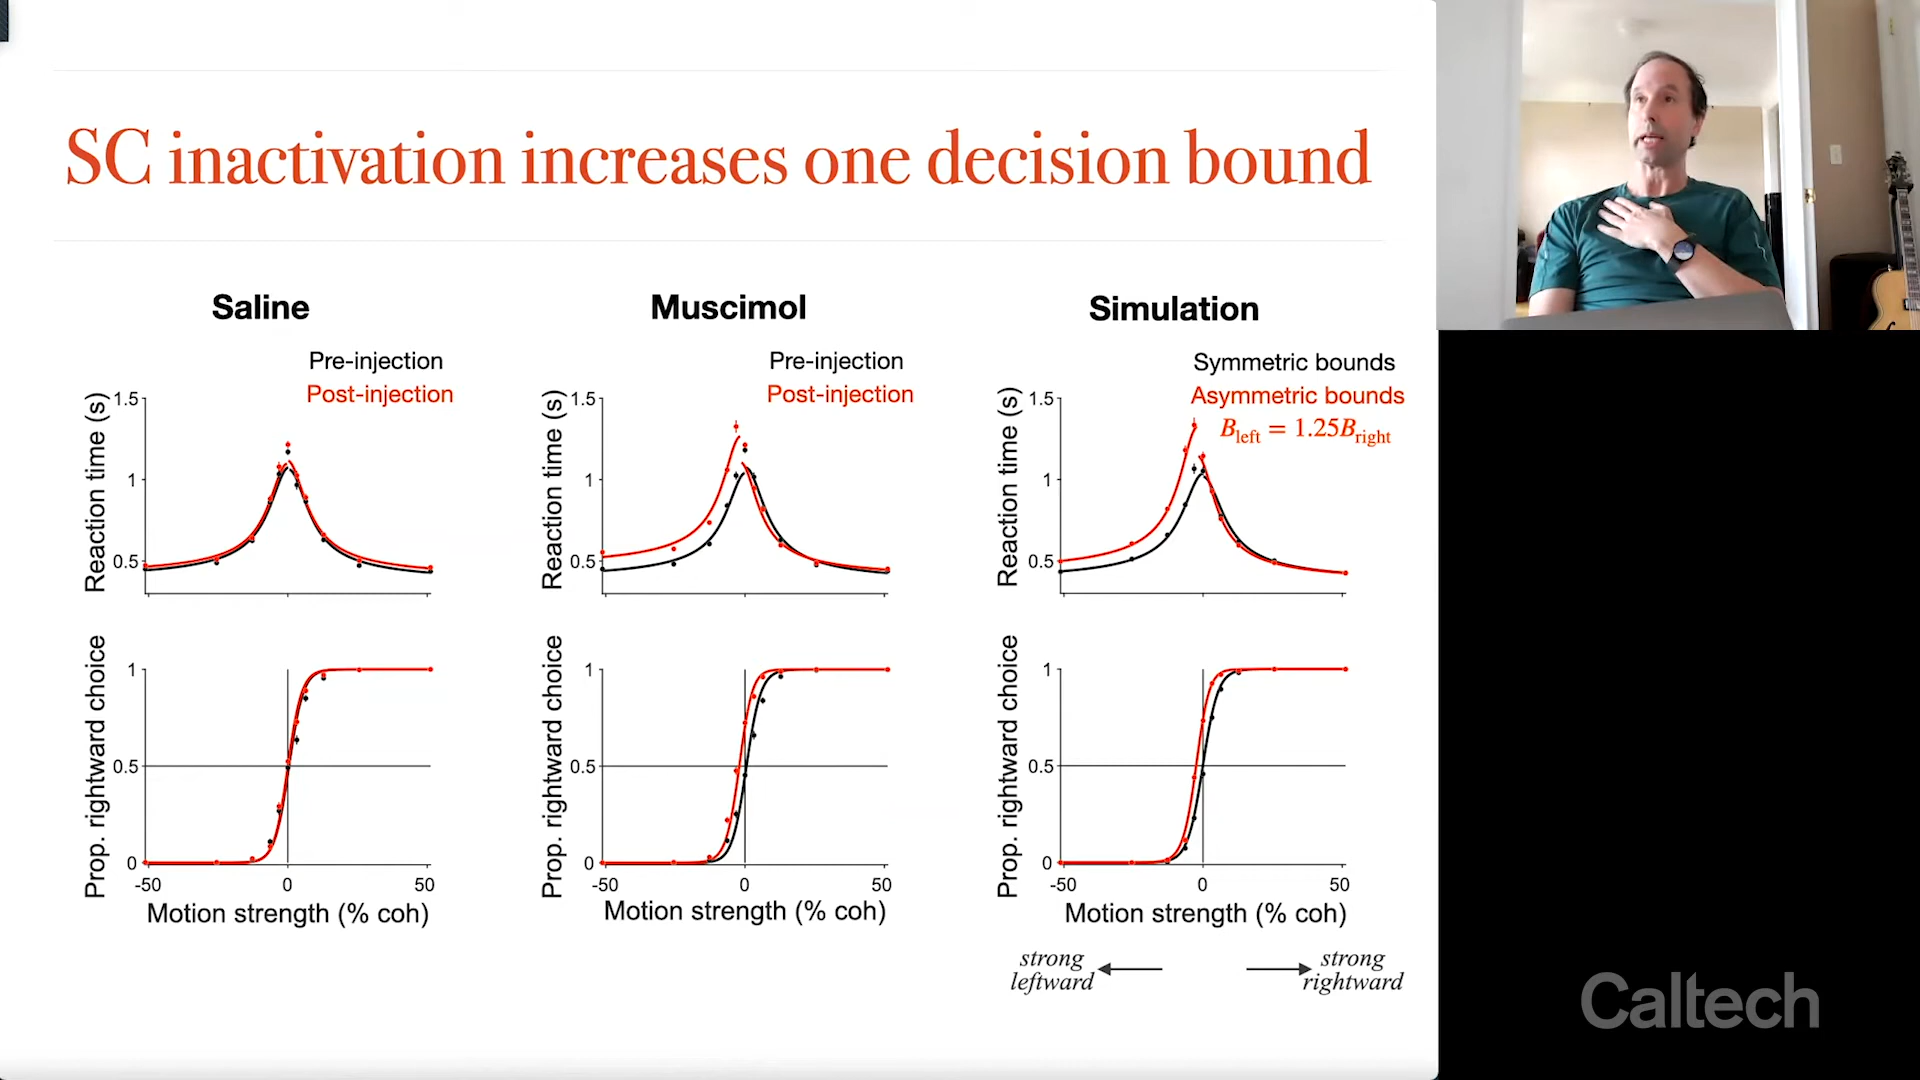 SC inactivation increases one decision bound
Saline
Pre-injection
Post-injection
Reaction time (s)
1.5
1
0.5
Prop. rightward choice
1
0.5
0
-50
0
50
Motion strength (% coh)
Muscimol
Pre-injection
Post-injection
Reaction time (s)
1.5
1
0.5
Prop. rightward choice
1
0.5
0
-50
0
50
Motion strength (% coh)
Simulation
Symmetric bounds
Asymmetric bounds
B_left = 1.25B_right
Reaction time (s)
1.5
1
0.5
Prop. rightward choice
1
0.5
0
-50
0
50
Motion strength (% coh)
strong
leftward
strong
rightward
Caltech